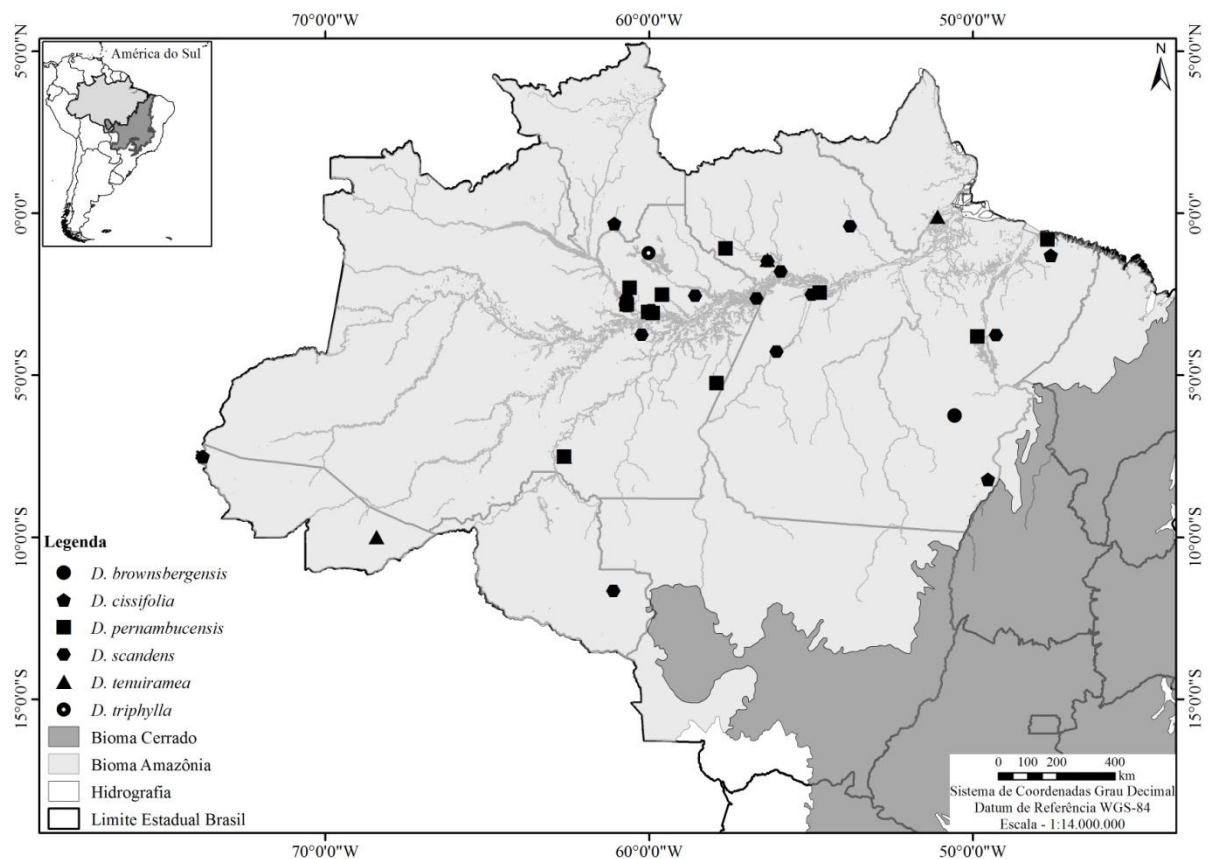 70°0'0"W 60°0'0"W 50°0'0"W
América do Sul
N
5°0'0"N 5°0'0"N
0°0'0" 0°0'0"
5°0'0"S 5°0'0"S
10°0'0"S 10°0'0"S
15°0'0"S 15°0'0"S
Legenda
D. brownsbergensis
D. cissifolia
D. pernambucensis
D. scandens
D. tenuiramea
D. triphylla
Bioma Cerrado
Bioma Amazônia
Hidrografia
Limite Estadual Brasil
0 100 200 400
km
Sistema de Coordenadas Grau Decimal
Datum de Referência WGS-84
Escala - 1:14.000.000
70°0'0"W 60°0'0"W 50°0'0"W